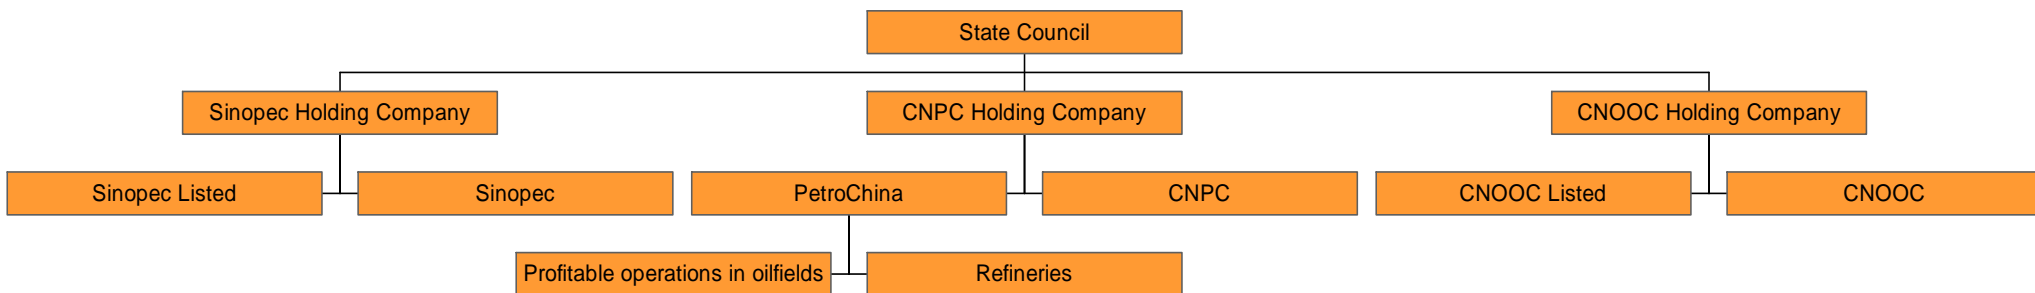 State Council
Sinopec Holding Company
CNPC Holding Company
CNOOC Holding Company
Sinopec Listed
Sinopec
PetroChina
CNPC
CNOOC Listed
CNOOC
Profitable operations in oilfields
Refineries